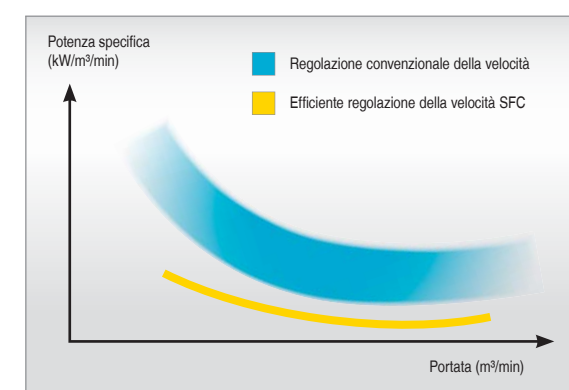 Potenza specifica
(kW/m³/min)
Regolazione convenzionale della velocità
Efficiente regolazione della velocità SFC
Portata (m³/min)